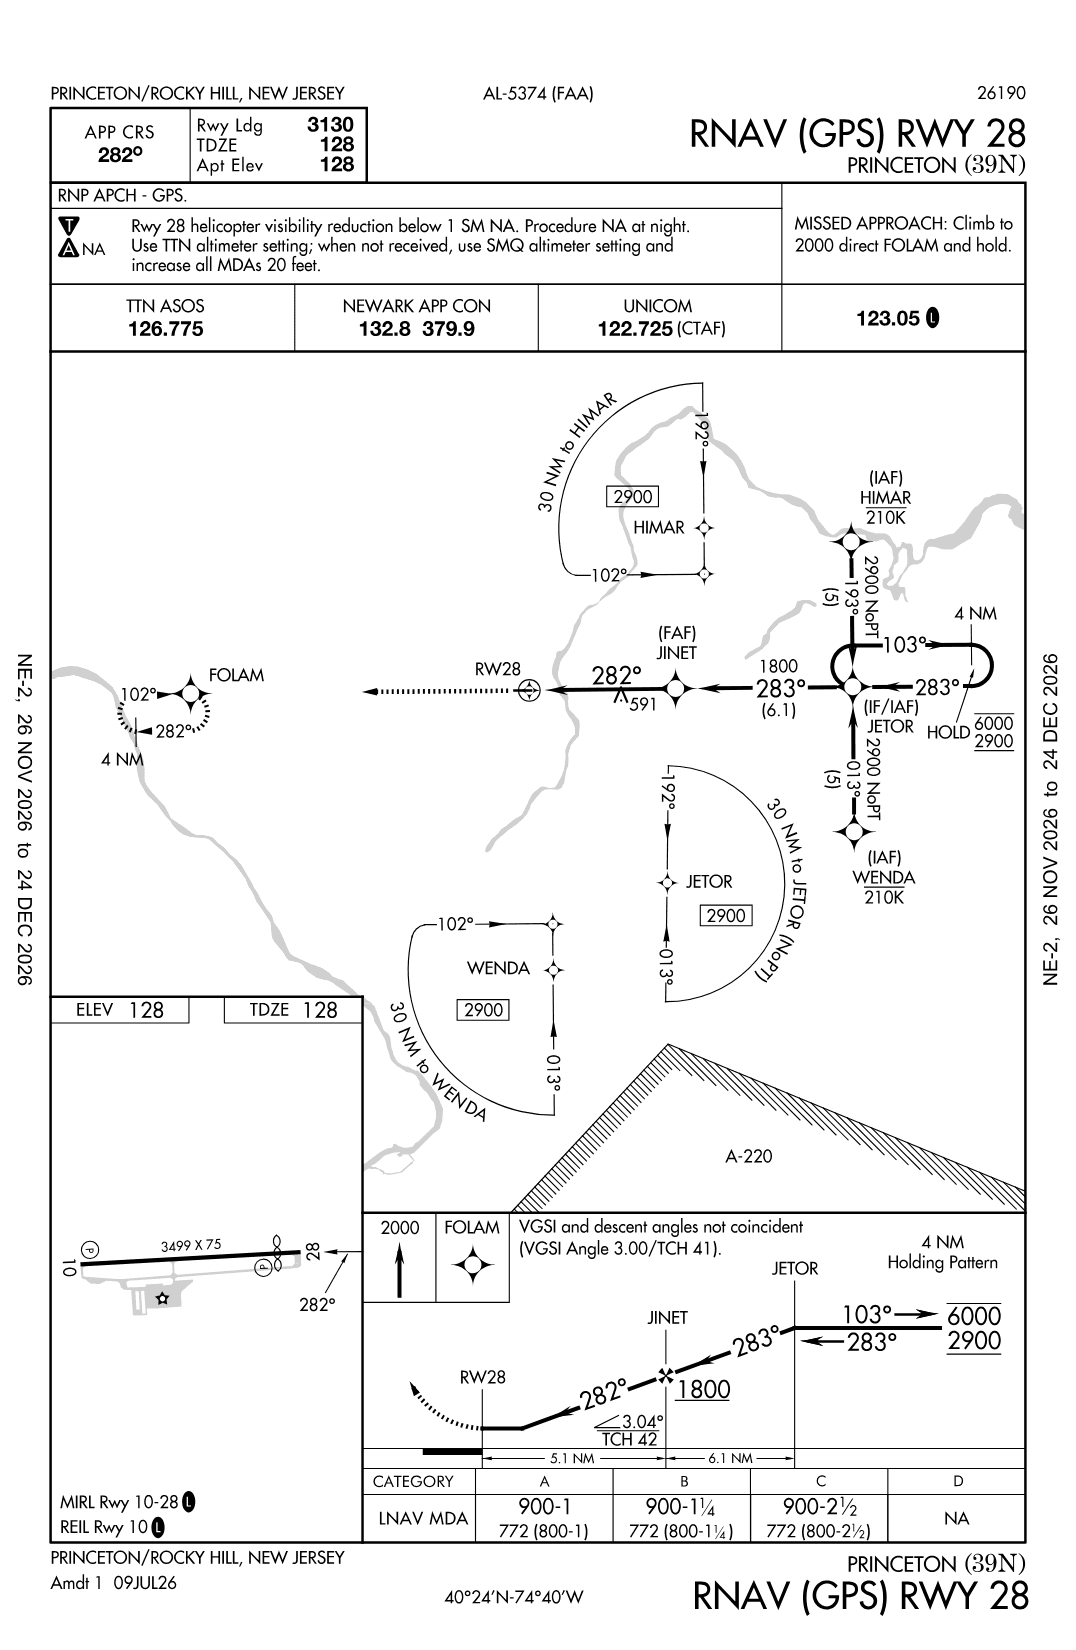 PRINCETON/ROCKY HILL, NEW JERSEY
AL-5374 (FAA)
26190
APP CRS
282°
Rwy Ldg 3130
TDZE 128
Apt Elev 128
RNAV (GPS) RWY 28
PRINCETON (39N)
RNP APCH - GPS.
T
A NA
Rwy 28 helicopter visibility reduction below 1 SM NA. Procedure NA at night.
Use TTN altimeter setting; when not received, use SMQ altimeter setting and
increase all MDAs 20 feet.
MISSED APPROACH: Climb to
2000 direct FOLAM and hold.
TTN ASOS
126.775
NEWARK APP CON
132.8 379.9
UNICOM
122.725 (CTAF)
123.05 L
30 NM to HIMAR
192°
2900
HIMAR
102°
(IAF)
HIMAR
210K
2900 NoPT
193°
(5)
4 NM
103°
(FAF)
JINET
RW28
282°
591
1800
283°
(6.1)
283°
(IF/IAF)
JETOR
HOLD
6000
2900
FOLAM
102°
282°
4 NM
2900 NoPT
013°
(5)
(IAF)
WENDA
210K
192°
30 NM to JETOR (NoPT)
JETOR
2900
013°
102°
WENDA
2900
30 NM to WENDA
013°
A-220
NE-2, 26 NOV 2026 to 24 DEC 2026
NE-2, 26 NOV 2026 to 24 DEC 2026
ELEV 128
TDZE 128
P
3499 X 75
10
28
P
282°
MIRL Rwy 10-28 L
REIL Rwy 10 L
2000
FOLAM
VGSI and descent angles not coincident
(VGSI Angle 3.00/TCH 41).
4 NM
Holding Pattern
JETOR
JINET
RW28
103°
6000
283°
2900
283°
282°
1800
3.04°
TCH 42
5.1 NM
6.1 NM
CATEGORY A B C D
LNAV MDA
900-1
772 (800-1)
900-1¼
772 (800-1¼)
900-2½
772 (800-2½)
NA
PRINCETON/ROCKY HILL, NEW JERSEY
Amdt 1 09JUL26
40°24'N-74°40'W
PRINCETON (39N)
RNAV (GPS) RWY 28